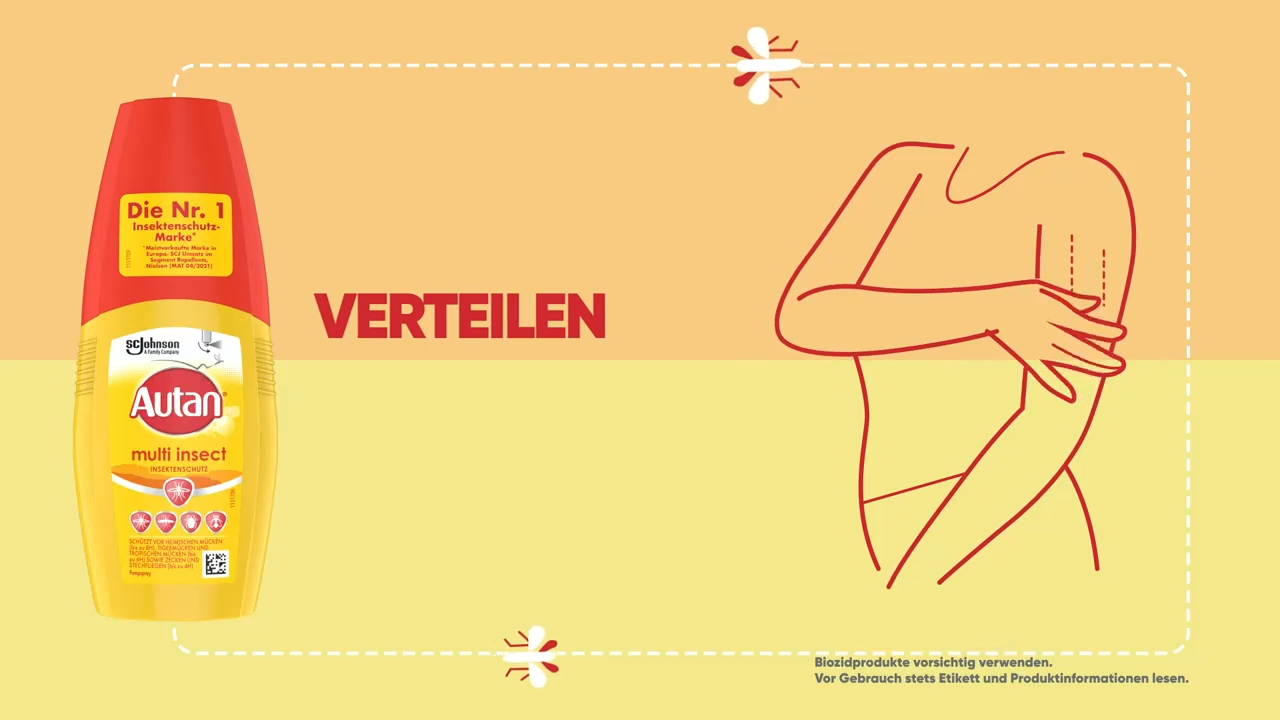 Die Nr. 1
Insektenschutz-
Marke*
*Meistverkaufte Marke in
Europa: SCJ Umsatz im
Segment Repellents,
Nielsen (MAT 04/2021)
scJohnson
A Family Company
Autan®
multi insect
INSEKTENSCHUTZ
SCHÜTZT VOR HEIMISCHEN MÜCKEN
(bis zu 8H), TIGERMÜCKEN UND
TROPISCHEN MÜCKEN (bis
zu 4H) SOWIE ZECKEN UND
STECHFLIEGEN (bis zu 4H)
Pumpspray
VERTEILEN
Biozidprodukte vorsichtig verwenden.
Vor Gebrauch stets Etikett und Produktinformationen lesen.